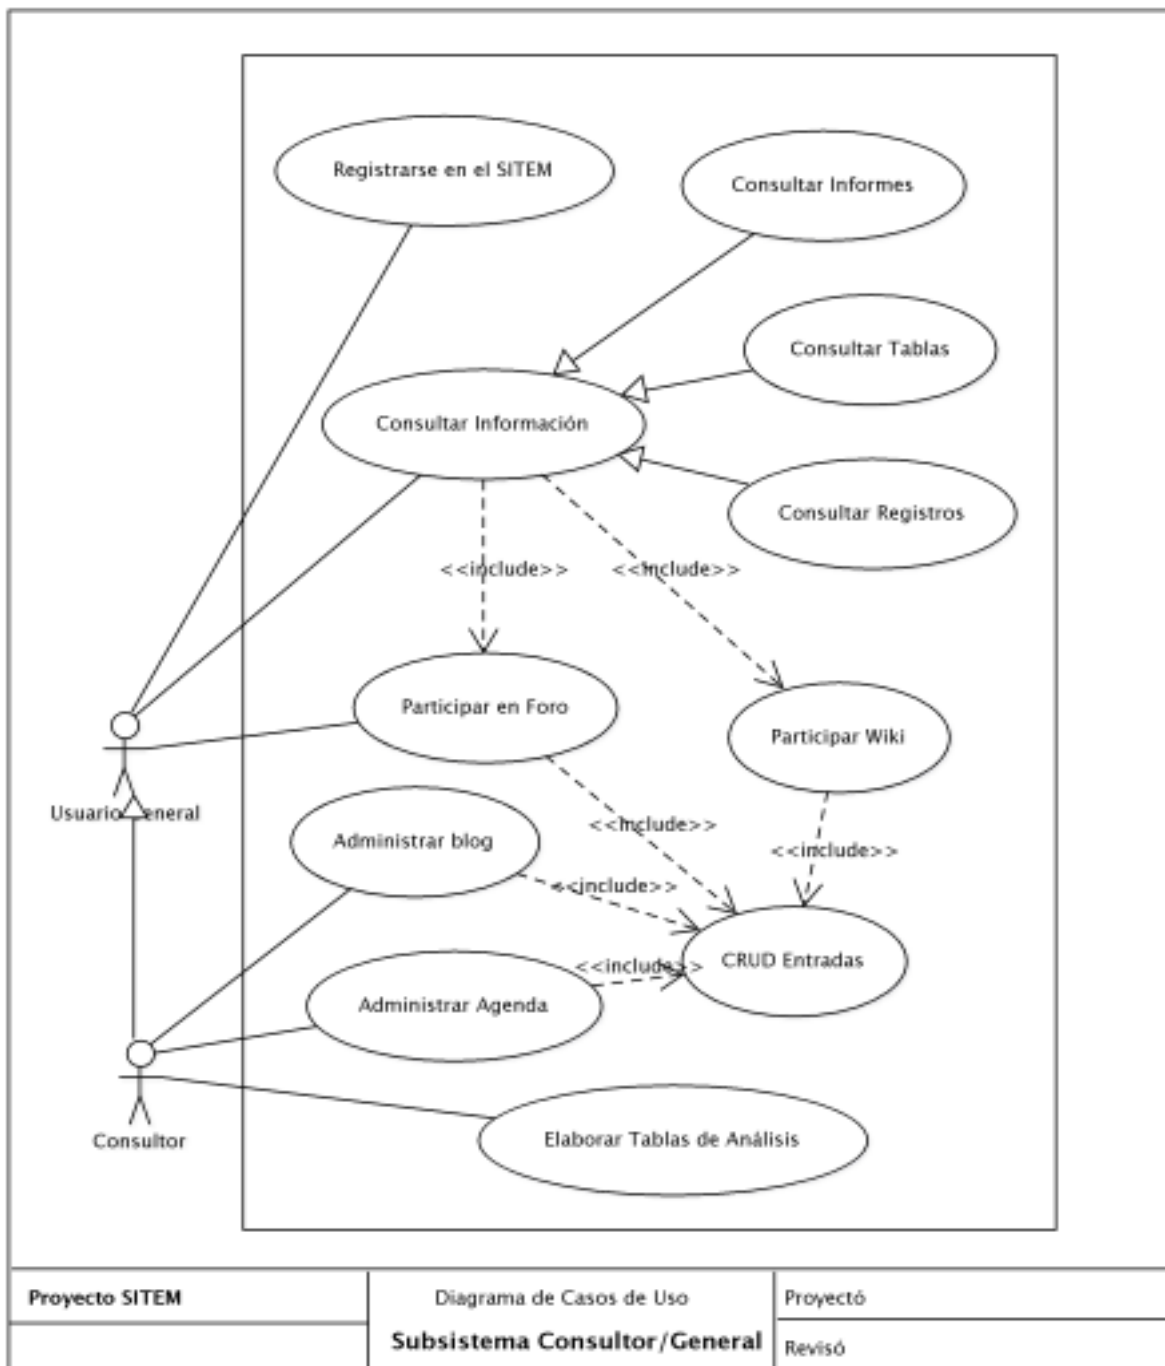 Registrarse en el SITEM
Consultar Informes
Consultar Tablas
Consultar Información
Consultar Registros
<<include>>
<<include>>
Participar en Foro
Participar Wiki
Usuario General
<<include>>
Administrar blog
<<include>>
<<include>>
CRUD Entradas
<<include>>
Administrar Agenda
Elaborar Tablas de Análisis
Consultor
Proyecto SITEM
Diagrama de Casos de Uso
Proyectó
Subsistema Consultor/General
Revisó